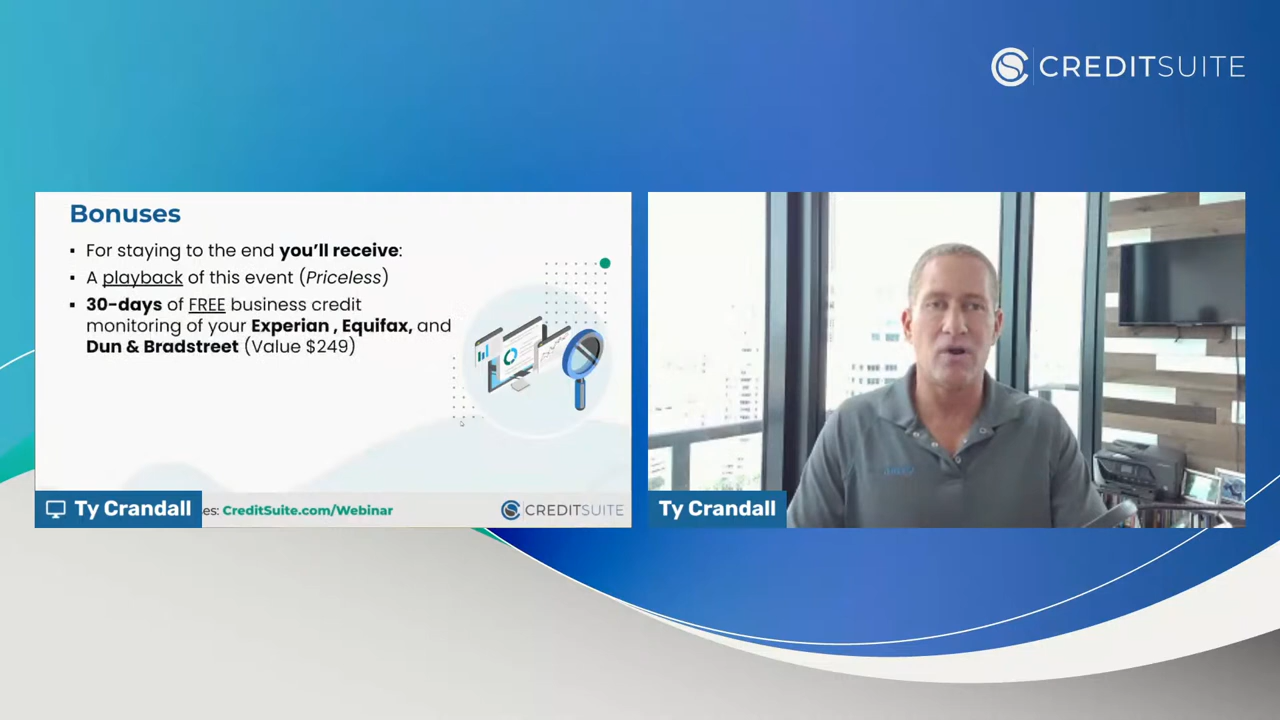 CREDITSUITE
Bonuses
▪ For staying to the end you'll receive:
▪ A playback of this event (Priceless)
▪ 30-days of FREE business credit
monitoring of your Experian , Equifax, and
Dun & Bradstreet (Value $249)
Ty Crandall
es: CreditSuite.com/Webinar
CREDITSUITE
Ty Crandall